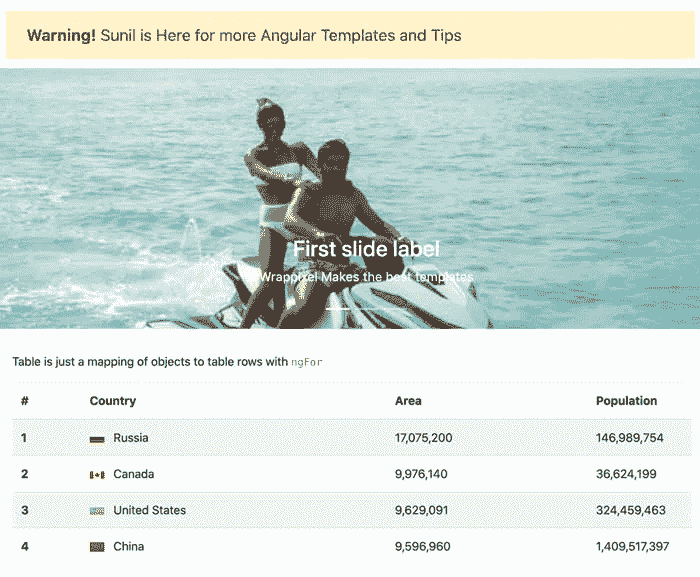 Warning! Sunil is Here for more Angular Templates and Tips
First slide label
Wrappixel Makes the best templates
Table is just a mapping of objects to table rows with ngFor
# Country Area Population
1 Russia 17,075,200 146,989,754
2 Canada 9,976,140 36,624,199
3 United States 9,629,091 324,459,463
4 China 9,596,960 1,409,517,397